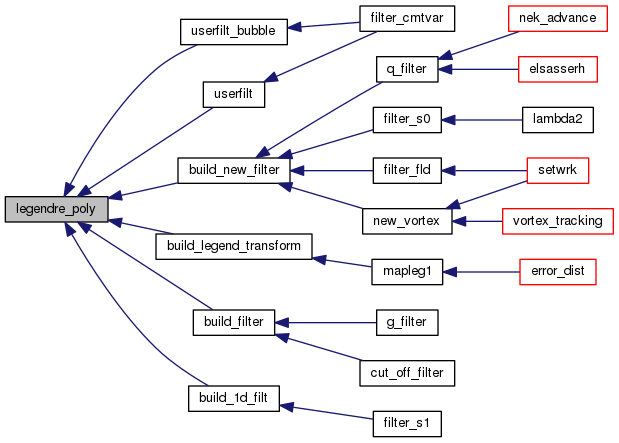 legendre_poly
userfilt_bubble
userfilt
build_new_filter
build_legend_transform
build_filter
build_1d_filt
filter_cmtvar
q_filter
filter_s0
filter_fld
new_vortex
mapleg1
g_filter
cut_off_filter
filter_s1
nek_advance
elsasserh
lambda2
setwrk
vortex_tracking
error_dist